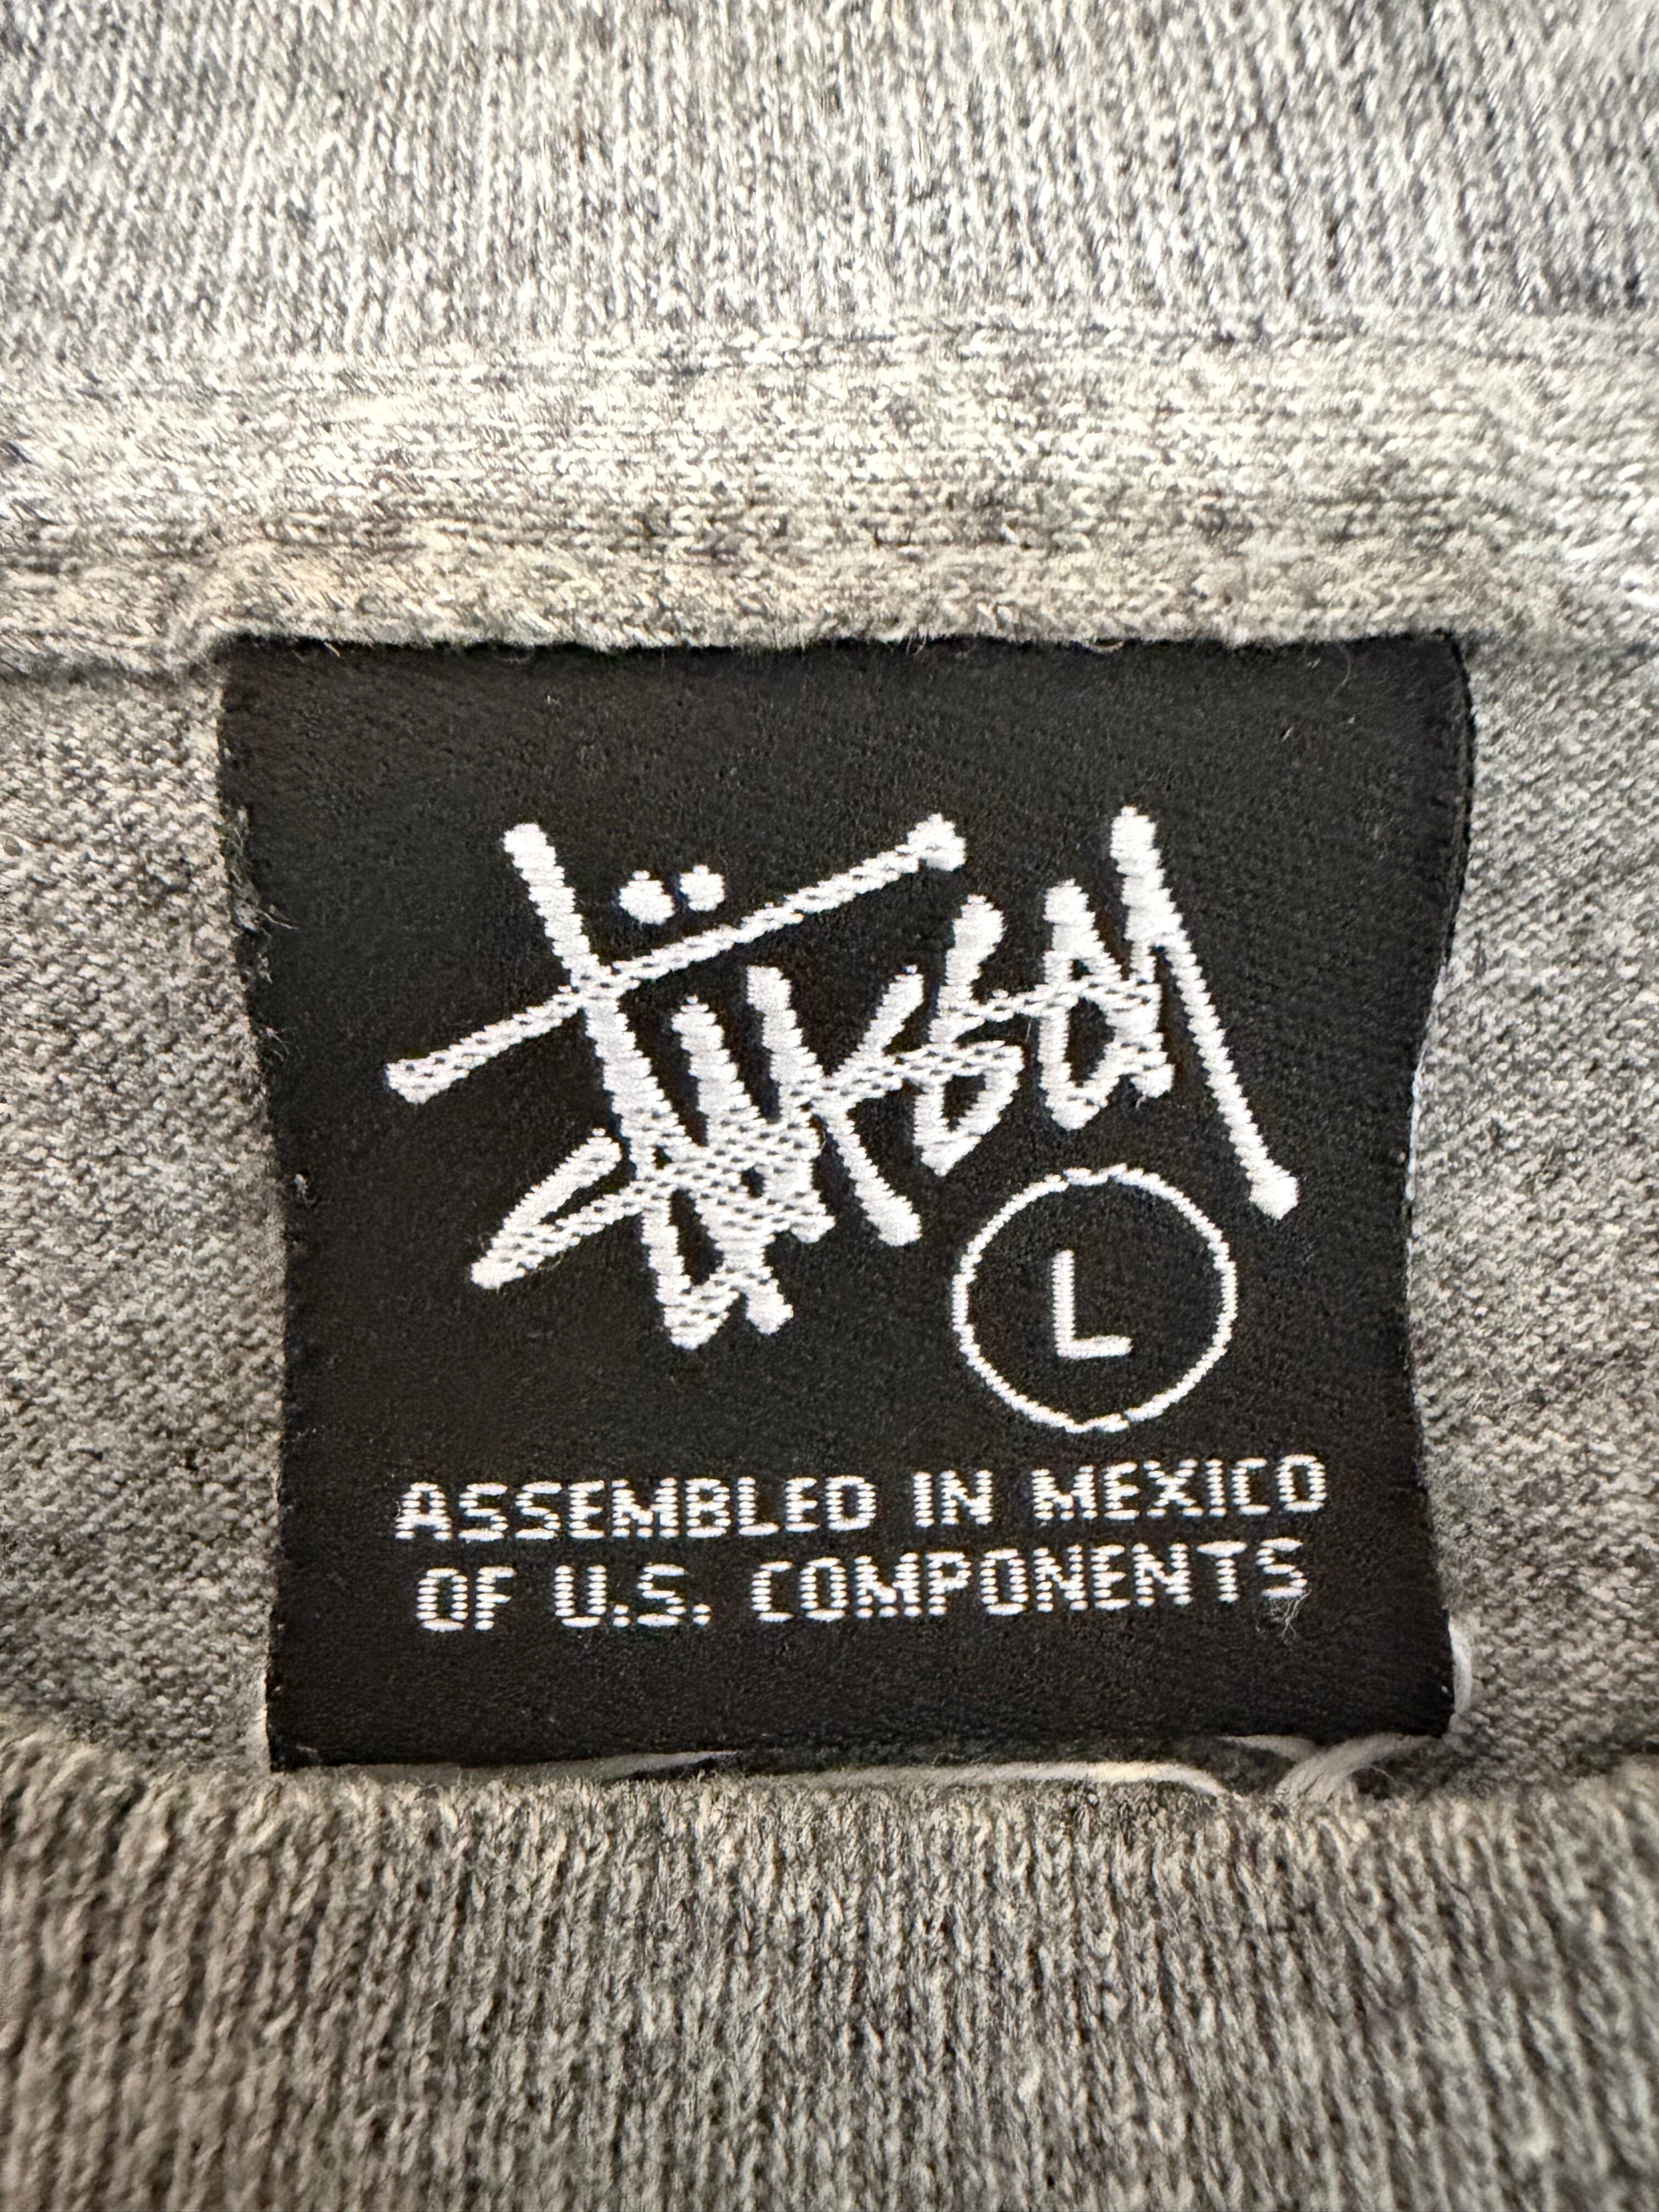 Stüssy
L
ASSEMBLED IN MEXICO
OF U.S. COMPONENTS